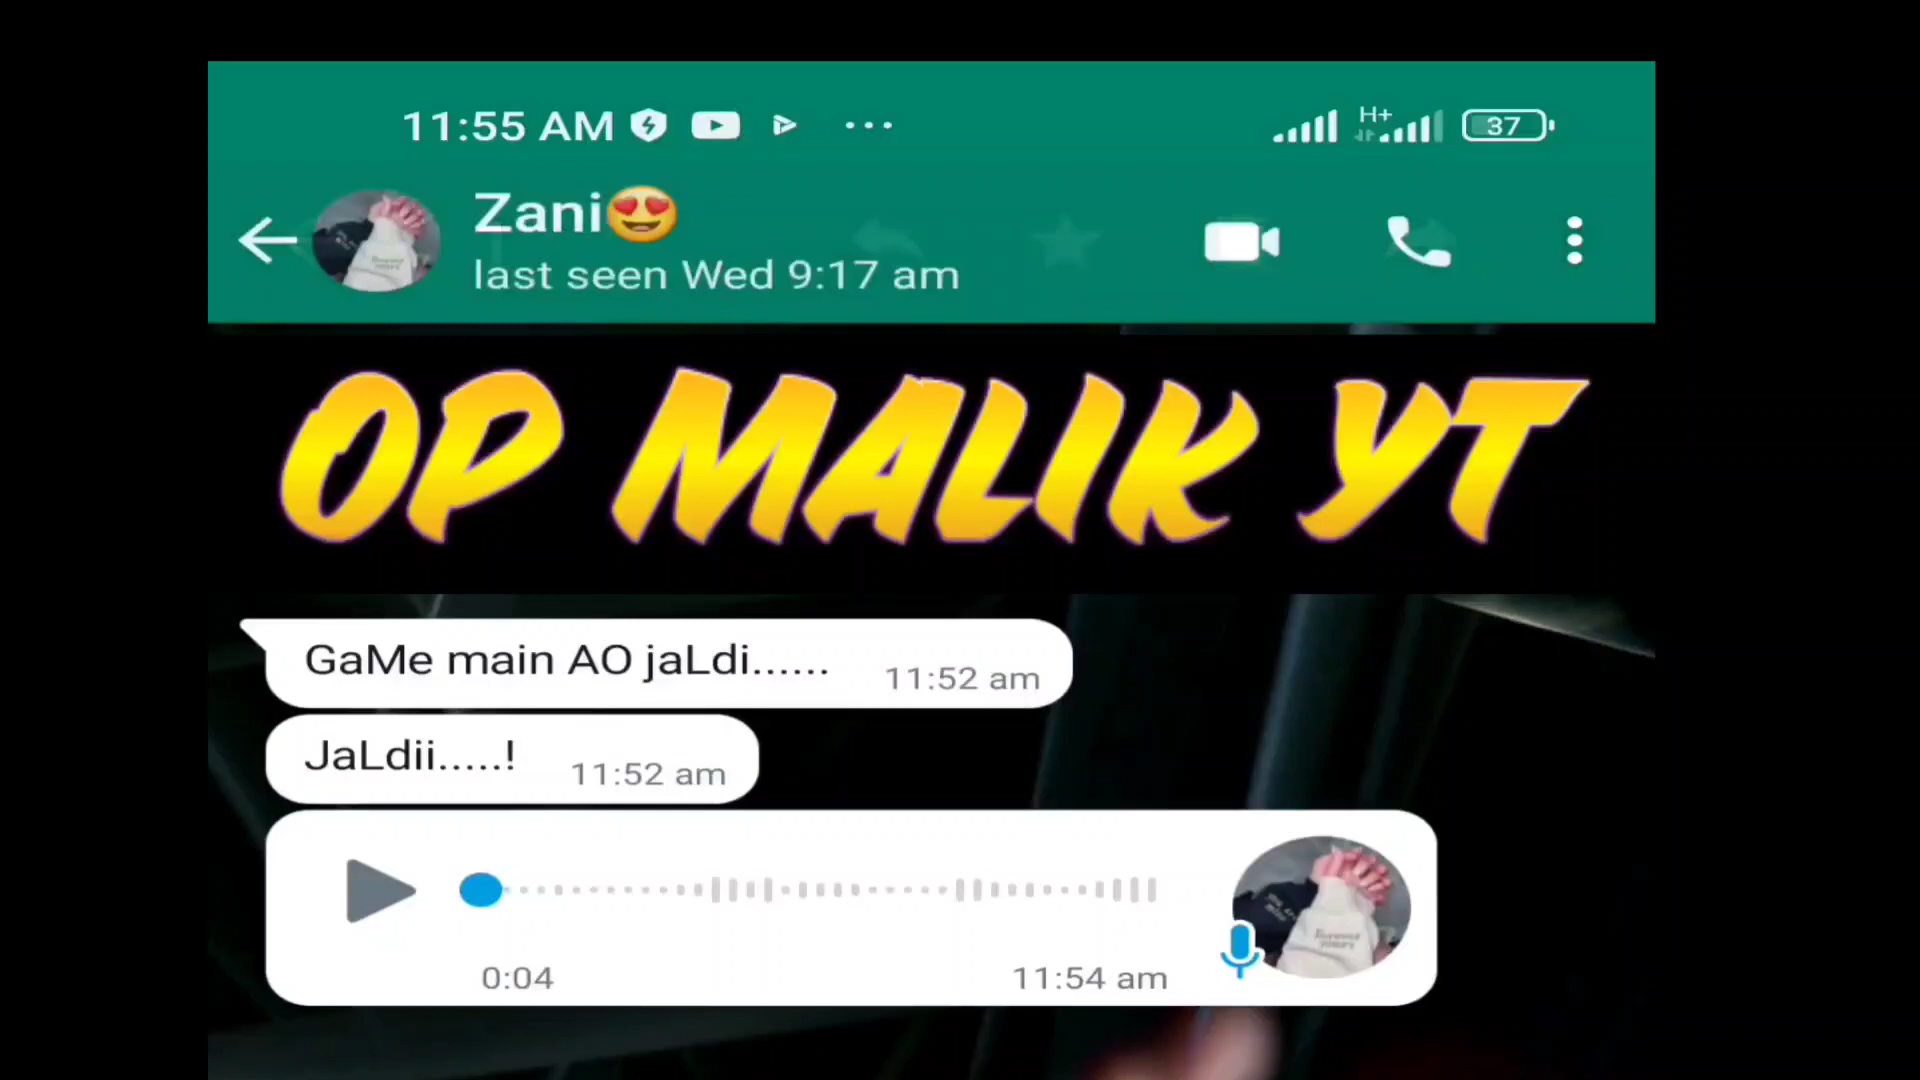 11:55 AM
H+
37
Zani😍
last seen Wed 9:17 am
OP MALIK YT
GaMe main AO jaLdi......
11:52 am
JaLdii.....!
11:52 am
0:04
11:54 am